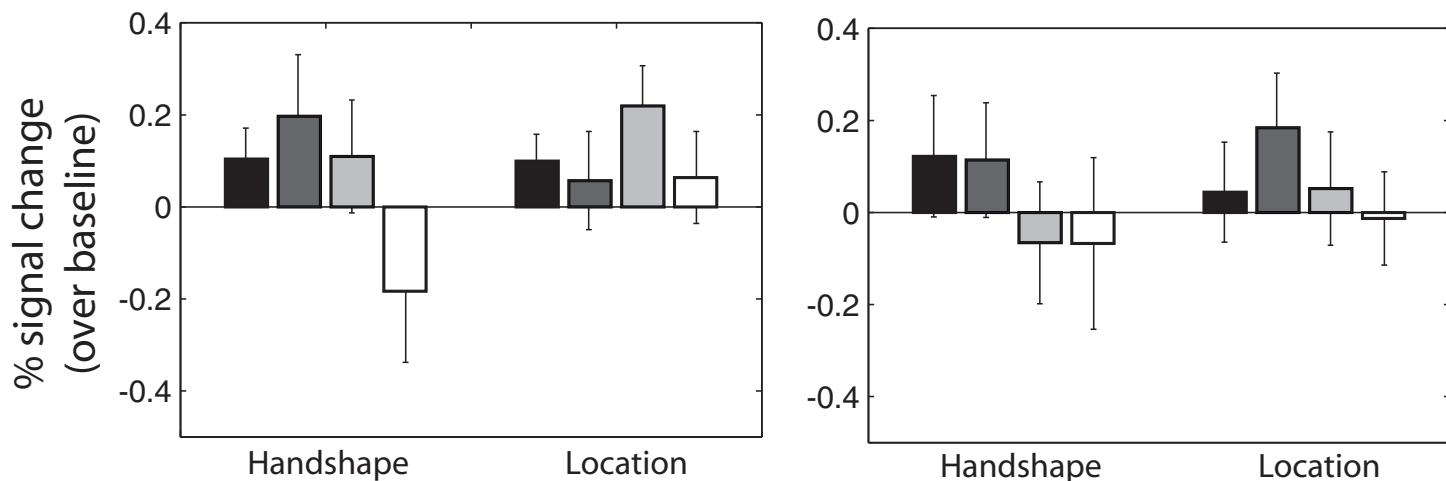 % signal change
(over baseline)
0.4
0.2
0
-0.2
-0.4
Handshape
Location
0.4
0.2
0
-0.2
-0.4
Handshape
Location